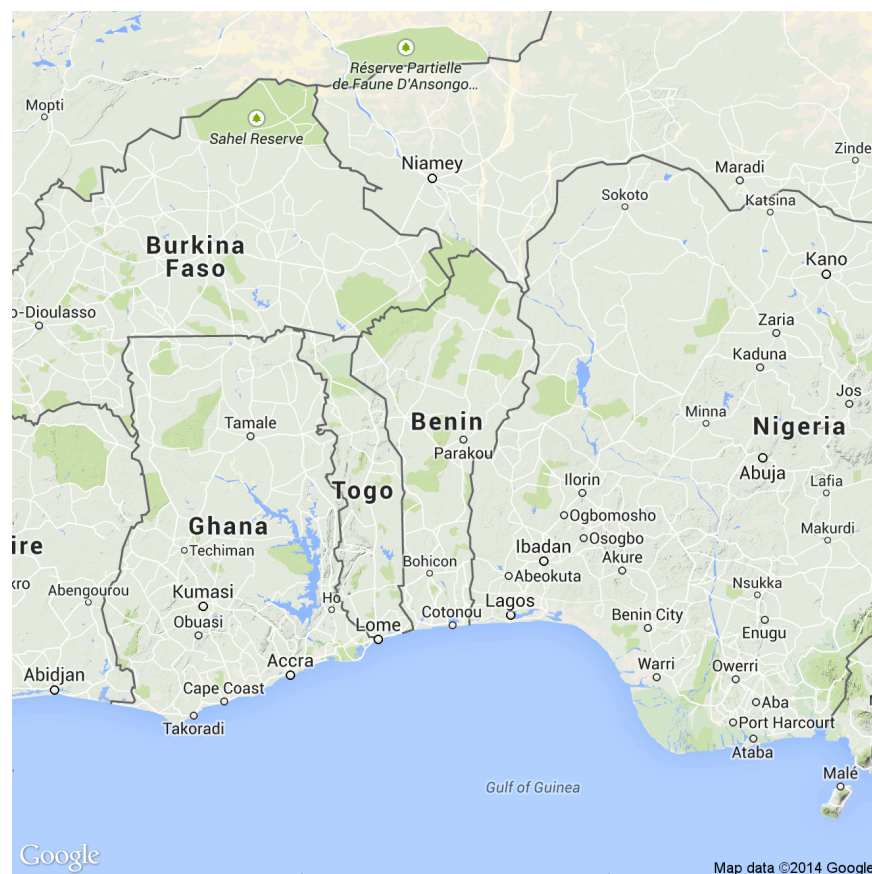 Réserve Partielle
de Faune D'Ansongo...
Mopti
Sahel Reserve
Niamey
Maradi
Zinde
Sokoto
Katsina
Burkina
Faso
Kano
o-Dioulasso
Zaria
Kaduna
Jos
Tamale
Benin
Parakou
Minna
Nigeria
Abuja
Togo
Ilorin
Lafia
Ghana
Ogbomosho
Osogbo
Makurdi
ire
Techiman
Ibadan
Akure
Bohicon
Abeokuta
xro
Abengourou
Kumasi
Ho
Nsukka
Obuasi
Lome
Cotonou
Lagos
Benin City
Enugu
Abidjan
Accra
Cape Coast
Warri
Owerri
Takoradi
Aba
Port Harcourt
Ataba
Malé
Gulf of Guinea
Google
Map data ©2014 Google